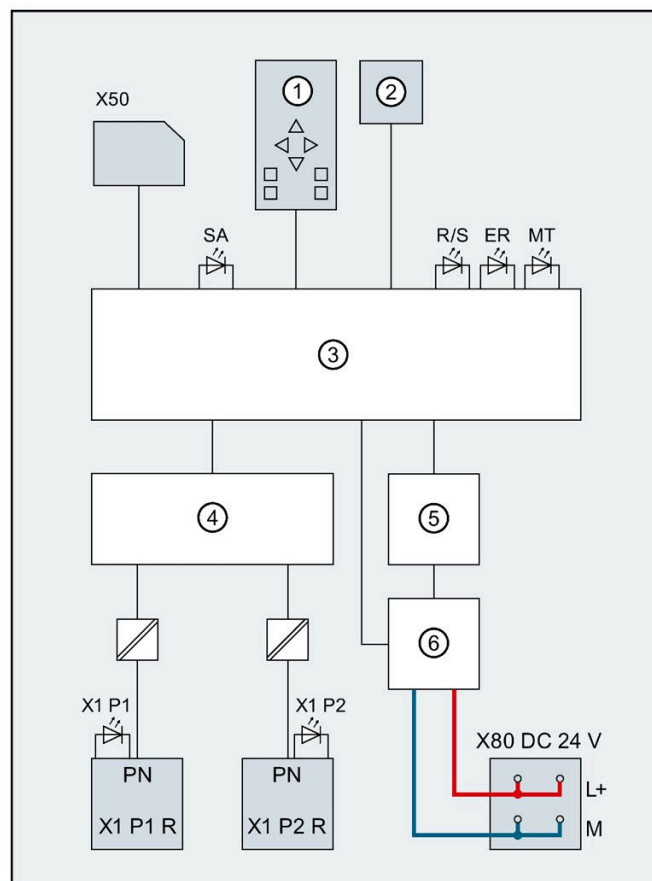 ① ②
X50
SA R/S ER MT
③
④ ⑤
⑥
X1 P1 X1 P2 X80 DC 24 V
PN PN L+
X1 P1 R X1 P2 R M